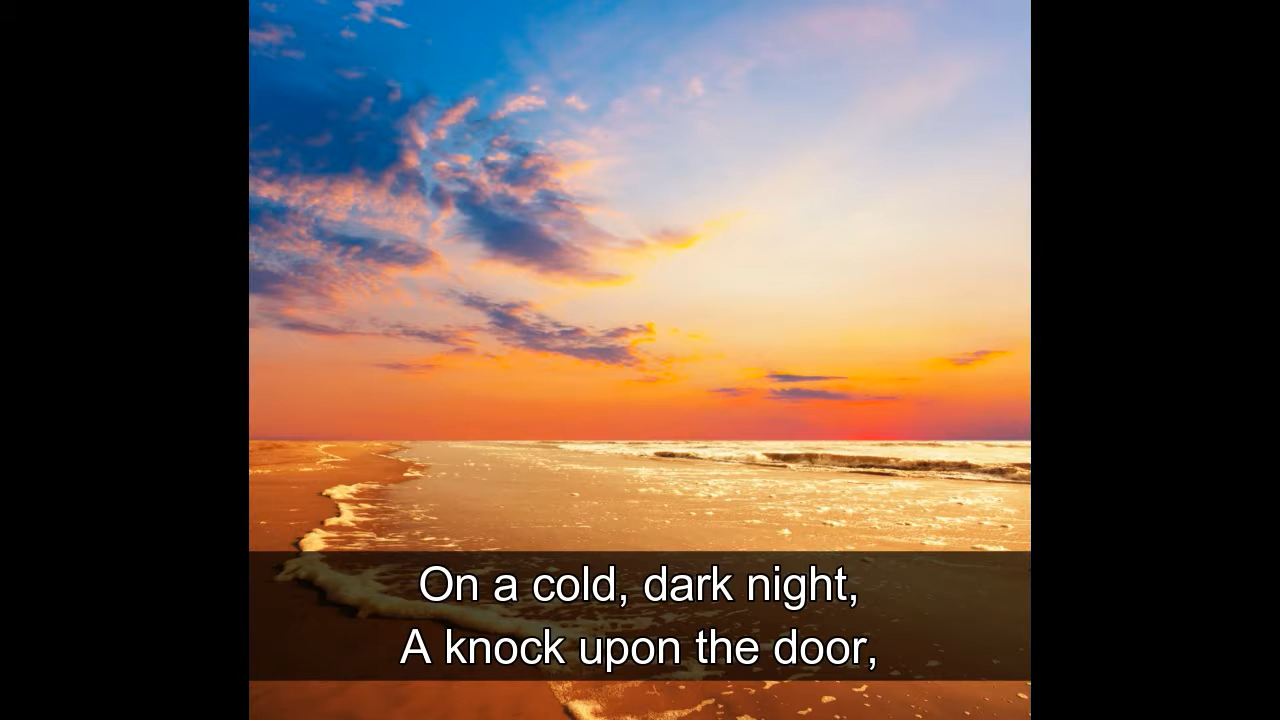 On a cold, dark night,
A knock upon the door,